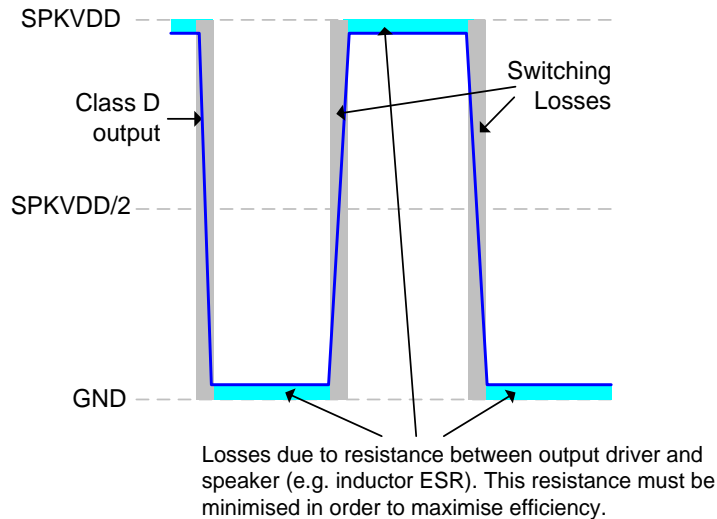 SPKVDD
Switching
Losses
Class D
output
SPKVDD/2
GND
Losses due to resistance between output driver and
speaker (e.g. inductor ESR). This resistance must be
minimised in order to maximise efficiency.